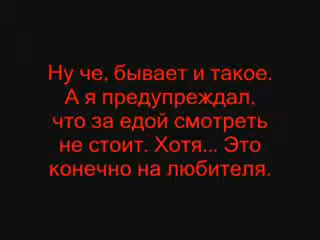 Ну че, бывает и такое.
А я предупреждал,
что за едой смотреть
не стоит. Хотя... Это
конечно на любителя.